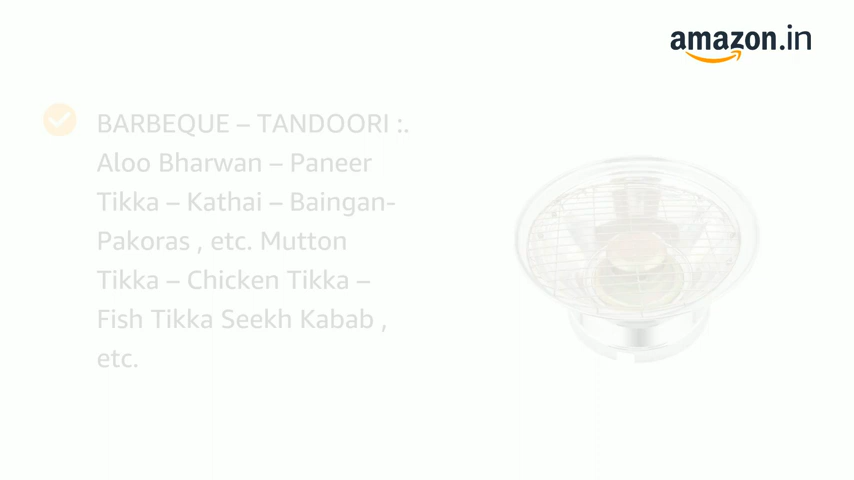 amazon.in
BARBEQUE – TANDOORI :.
Aloo Bharwan – Paneer
Tikka – Kathai – Baingan-
Pakoras , etc. Mutton
Tikka – Chicken Tikka –
Fish Tikka Seekh Kabab ,
etc.